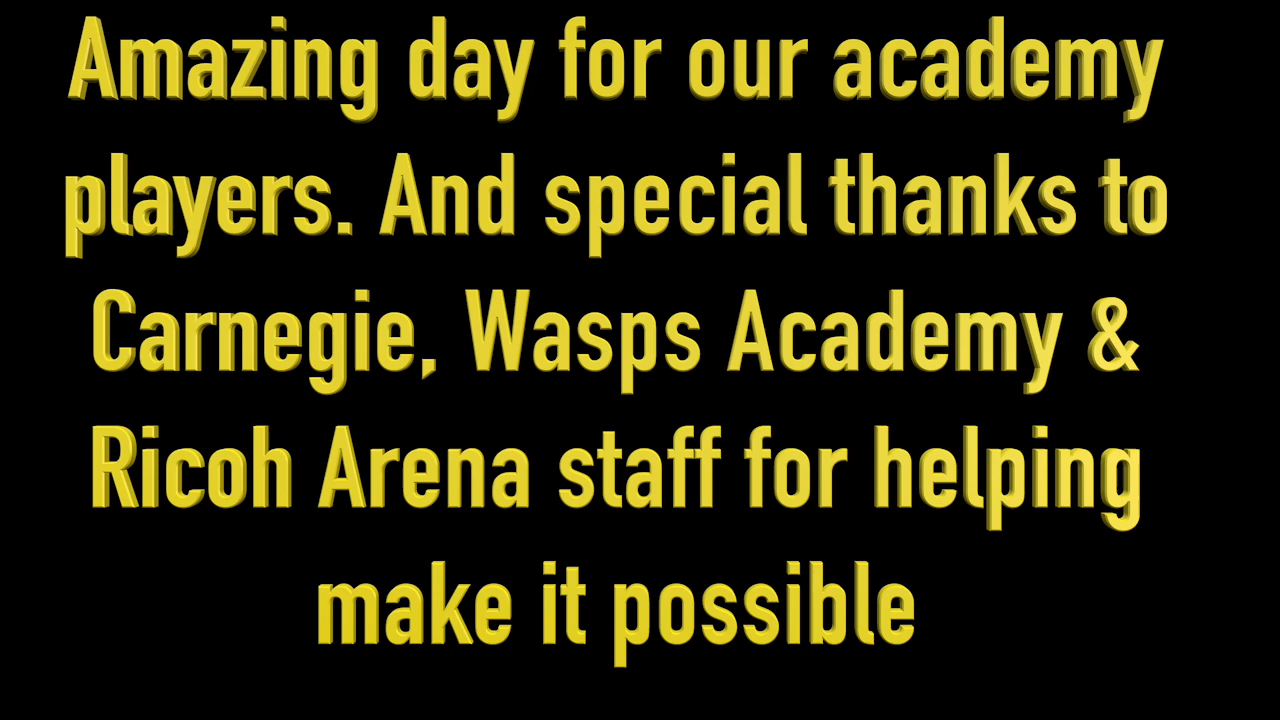 Amazing day for our academy
players. And special thanks to
Carnegie, Wasps Academy &
Ricoh Arena staff for helping
make it possible